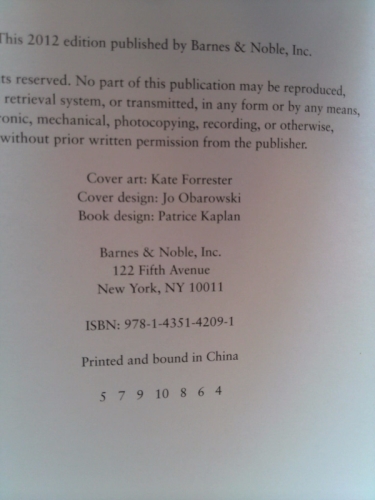 This 2012 edition published by Barnes & Noble, Inc.
ts reserved. No part of this publication may be reproduced,
retrieval system, or transmitted, in any form or by any means,
onic, mechanical, photocopying, recording, or otherwise,
without prior written permission from the publisher.
Cover art: Kate Forrester
Cover design: Jo Obarowski
Book design: Patrice Kaplan
Barnes & Noble, Inc.
122 Fifth Avenue
New York, NY 10011
ISBN: 978-1-4351-4209-1
Printed and bound in China
5 7 9 10 8 6 4